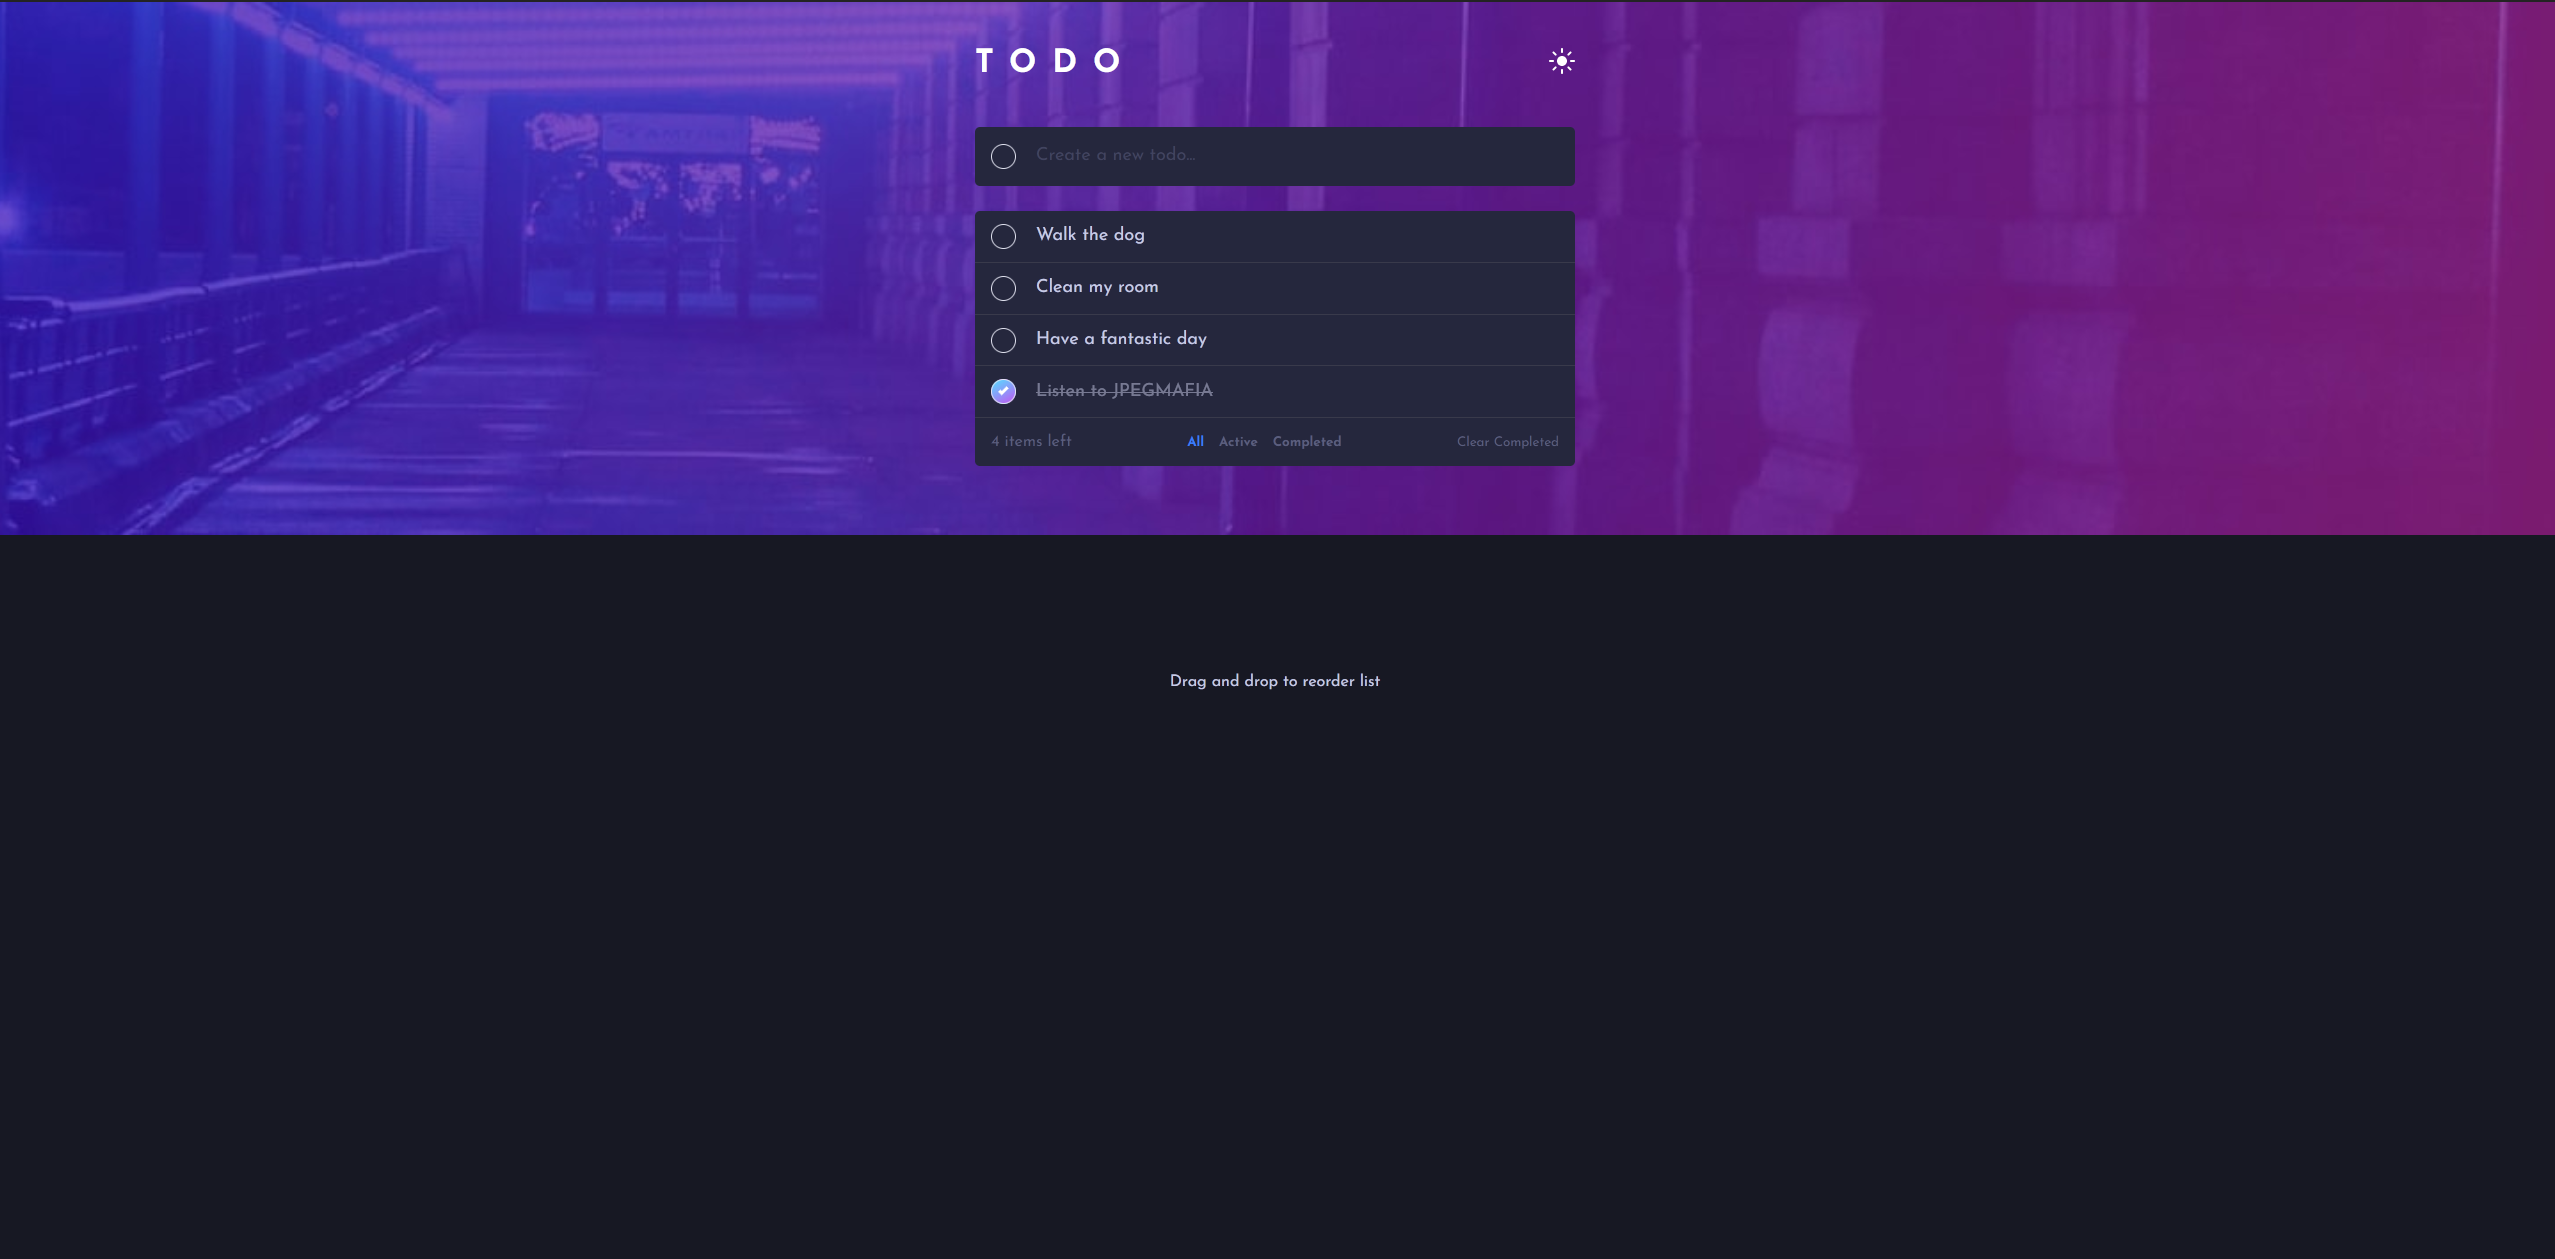 TODO
Create a new todo...
Walk the dog
Clean my room
Have a fantastic day
Listen to JPEGMAFIA
4 items left All Active Completed Clear Completed
Drag and drop to reorder list